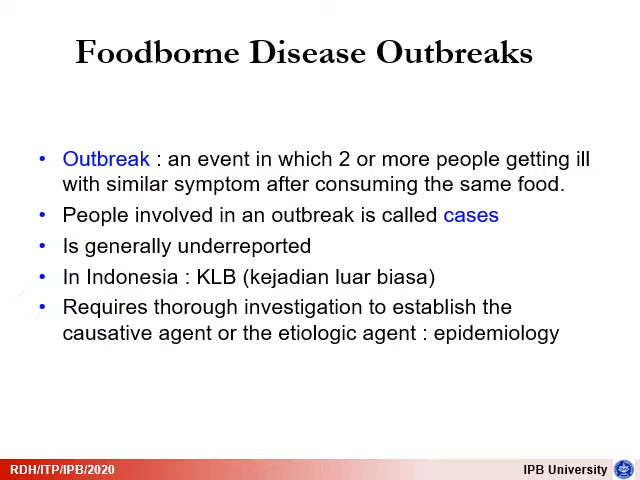 Foodborne Disease Outbreaks
• Outbreak : an event in which 2 or more people getting ill
with similar symptom after consuming the same food.
• People involved in an outbreak is called cases
• Is generally underreported
• In Indonesia : KLB (kejadian luar biasa)
• Requires thorough investigation to establish the
causative agent or the etiologic agent : epidemiology
RDH/ITP/IPB/2020
IPB University